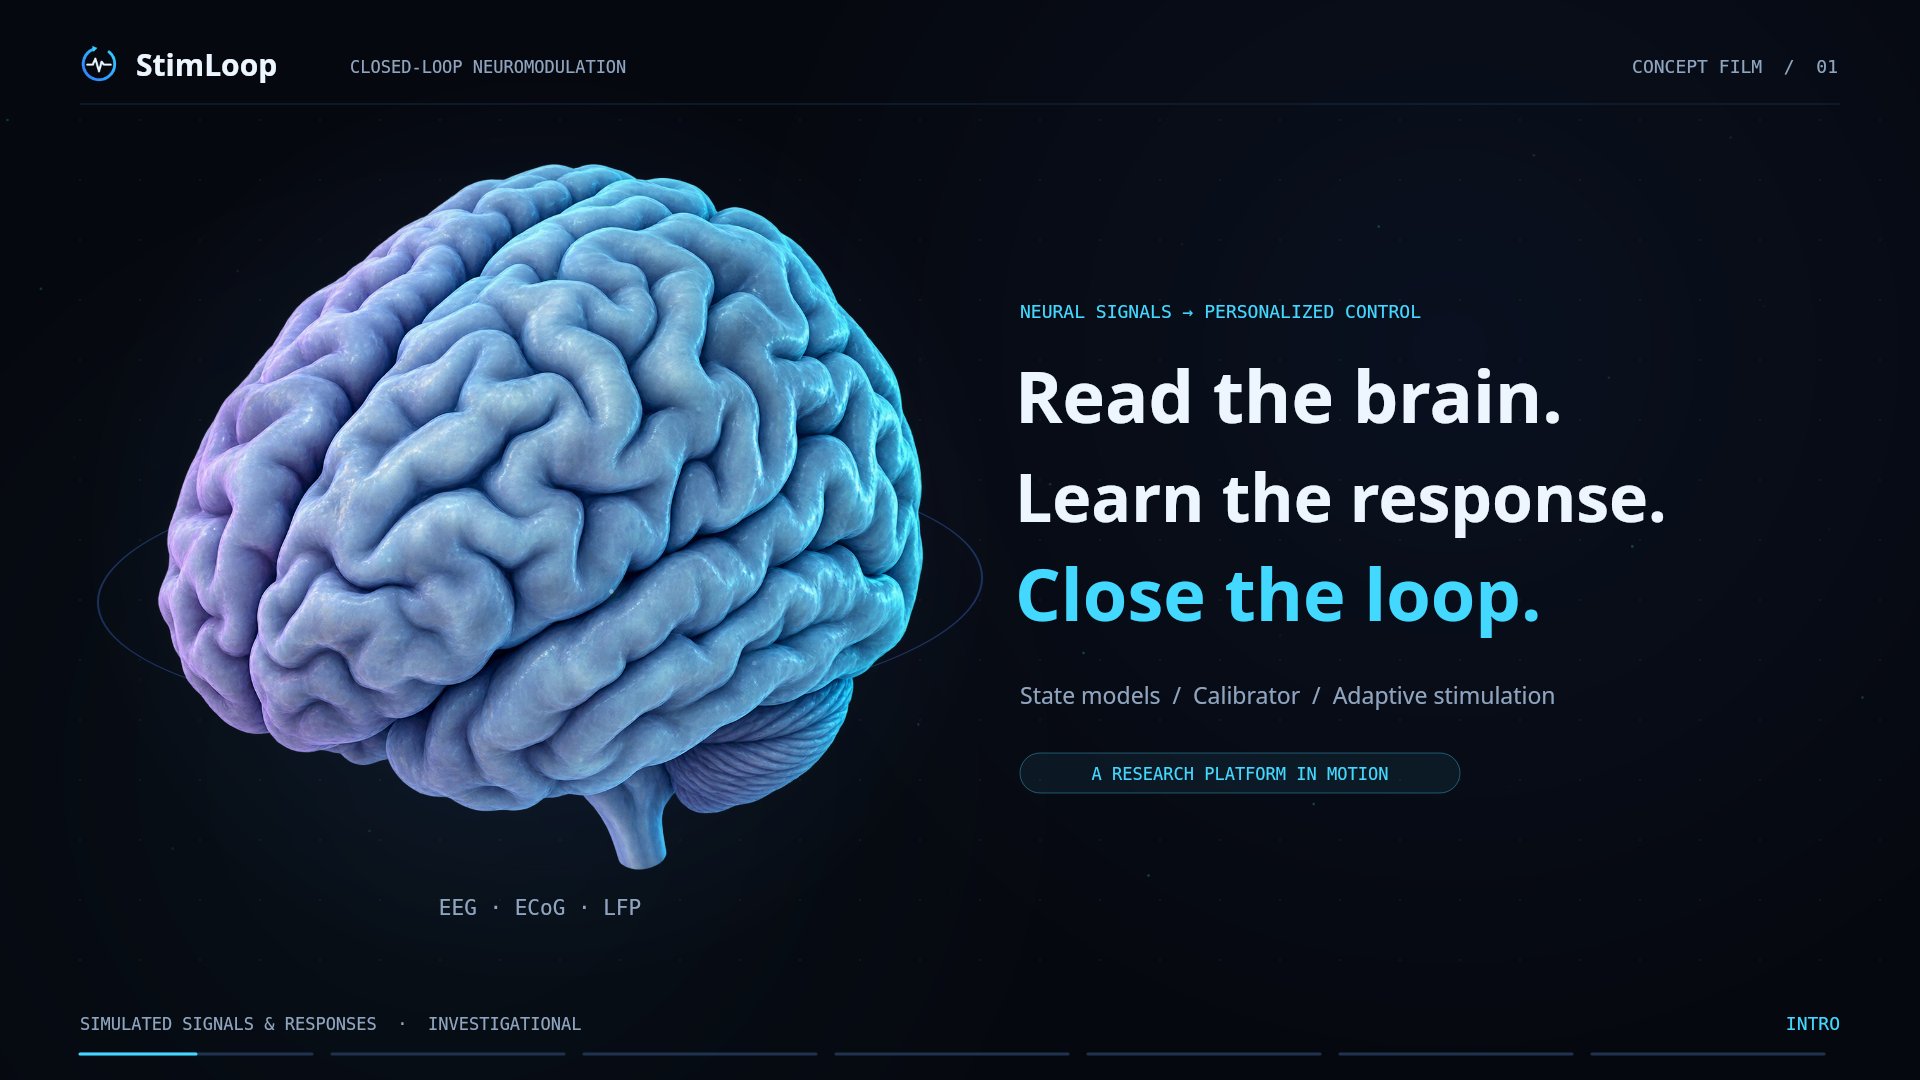 StimLoop
CLOSED-LOOP NEUROMODULATION
CONCEPT FILM / 01
NEURAL SIGNALS → PERSONALIZED CONTROL
Read the brain.
Learn the response.
Close the loop.
State models / Calibrator / Adaptive stimulation
A RESEARCH PLATFORM IN MOTION
EEG · ECoG · LFP
SIMULATED SIGNALS & RESPONSES · INVESTIGATIONAL
INTRO